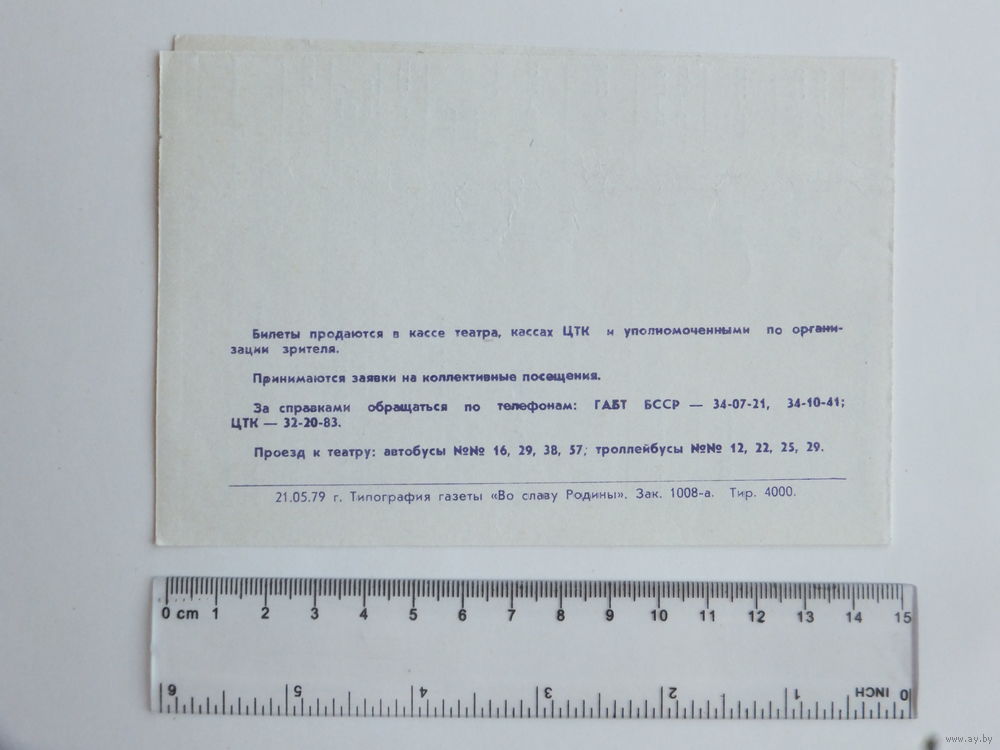 Билеты продаются в кассе театра, кассах ЦТК и уполномоченными по органи-
зации зрителя.
Принимаются заявки на коллективные посещения.
За справками обращаться по телефонам: ГАБТ БССР — 34-07-21, 34-10-41;
ЦТК — 32-20-83.
Проезд к театру: автобусы №№ 16, 29, 38, 57; троллейбусы №№ 12, 22, 25, 29.
21.05.79 г. Типография газеты «Во славу Родины». Зак. 1008-а. Тир. 4000.
0 cm 1 2 3 4 5 6 7 8 9 10 11 12 13 14 15
6 5 4 3 2 1 INCH 0
www.ay.by